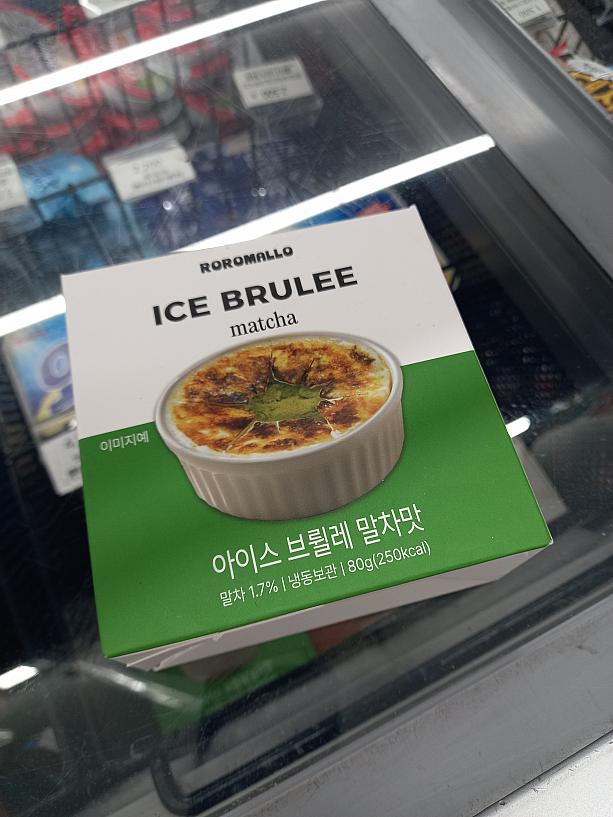 ROROMALLO
ICE BRULEE
matcha
이미지예
아이스 브륄레 말차맛
말차 1.7% | 냉동보관 | 80g(250kcal)